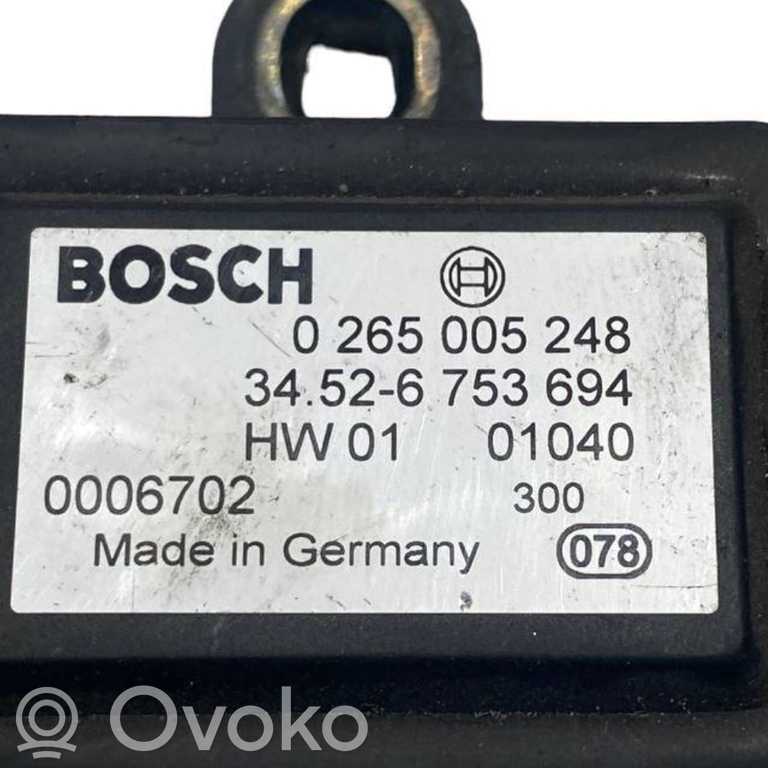 BOSCH
0 265 005 248
34.52-6 753 694
HW 01 01040
0006702 300
Made in Germany 078
Ovoko